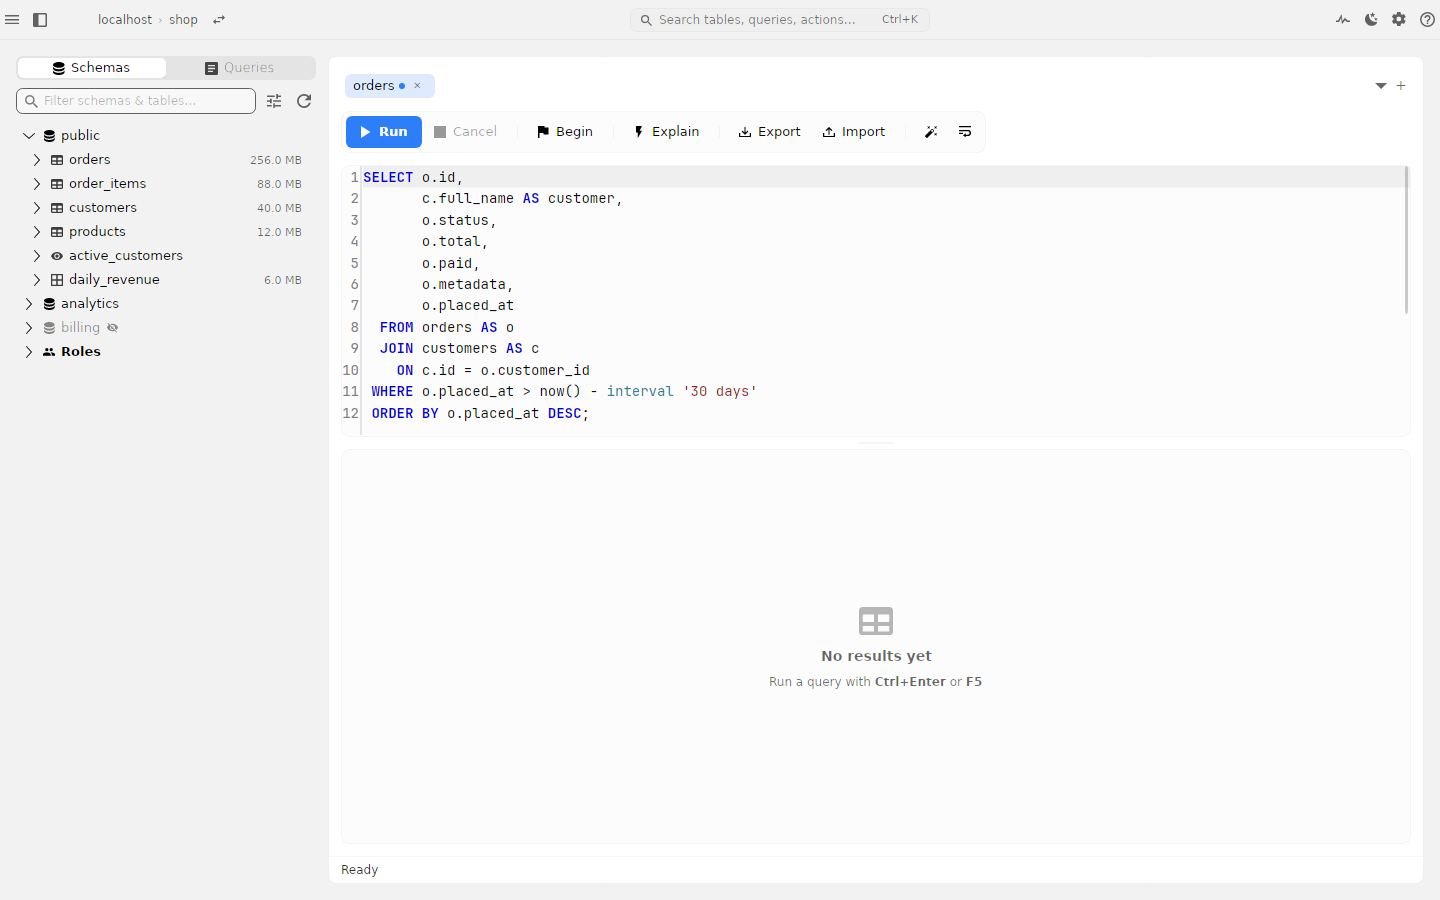 localhost › shop
Search tables, queries, actions... Ctrl+K
Schemas
Queries
Filter schemas & tables...
public
orders 256.0 MB
order_items 88.0 MB
customers 40.0 MB
products 12.0 MB
active_customers
daily_revenue 6.0 MB
analytics
billing
Roles
orders ×
+
Run
Cancel
Begin
Explain
Export
Import
1 SELECT o.id,
2 c.full_name AS customer,
3 o.status,
4 o.total,
5 o.paid,
6 o.metadata,
7 o.placed_at
8 FROM orders AS o
9 JOIN customers AS c
10 ON c.id = o.customer_id
11 WHERE o.placed_at > now() - interval '30 days'
12 ORDER BY o.placed_at DESC;
No results yet
Run a query with Ctrl+Enter or F5
Ready